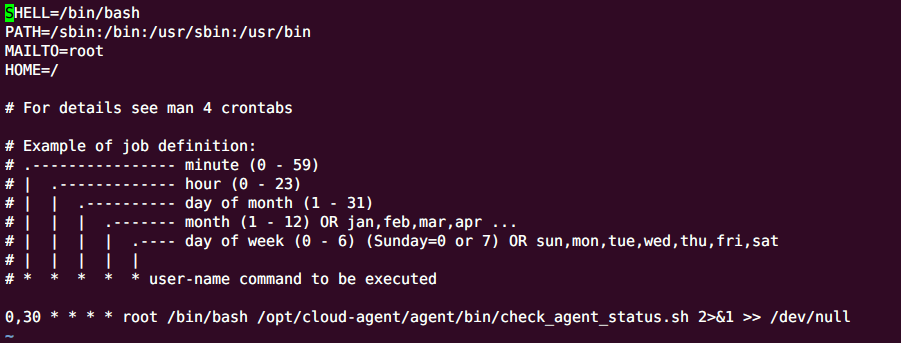 SHELL=/bin/bash
PATH=/sbin:/bin:/usr/sbin:/usr/bin
MAILTO=root
HOME=/

# For details see man 4 crontabs

# Example of job definition:
# .---------------- minute (0 - 59)
# |  .------------- hour (0 - 23)
# |  |  .---------- day of month (1 - 31)
# |  |  |  .------- month (1 - 12) OR jan,feb,mar,apr ...
# |  |  |  |  .---- day of week (0 - 6) (Sunday=0 or 7) OR sun,mon,tue,wed,thu,fri,sat
# |  |  |  |  |
# *  *  *  *  * user-name command to be executed

0,30 * * * * root /bin/bash /opt/cloud-agent/agent/bin/check_agent_status.sh 2>&1 >> /dev/null
~